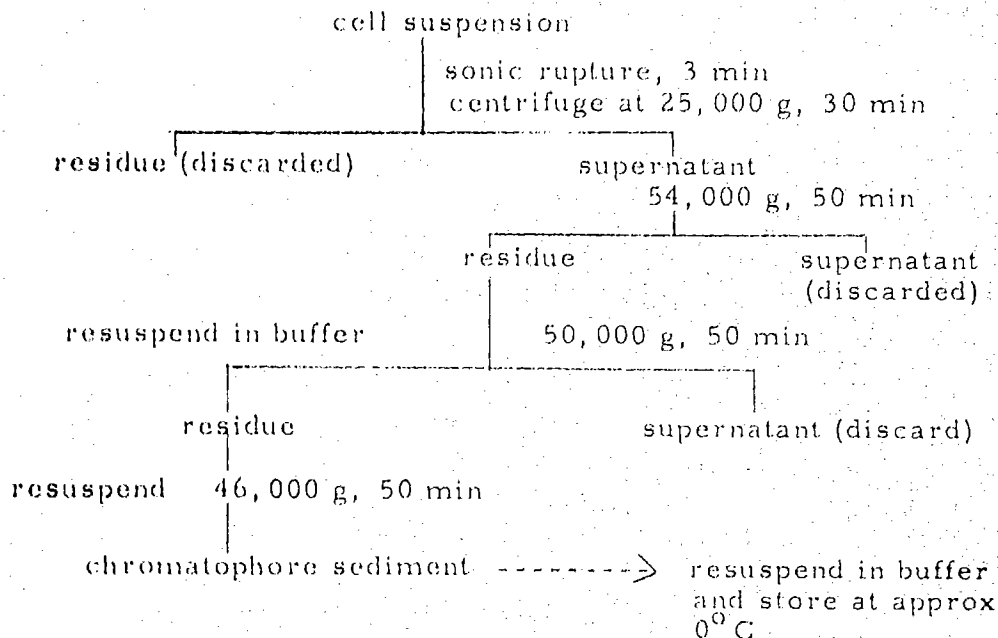 cell suspension
sonic rupture, 3 min
centrifuge at 25,000 g, 30 min
residue (discarded)
supernatant
54,000 g, 50 min
residue
supernatant
(discarded)
resuspend in buffer
50,000 g, 50 min
residue
supernatant (discard)
resuspend 46,000 g, 50 min
chromatophore sediment
resuspend in buffer
and store at approx
0° C